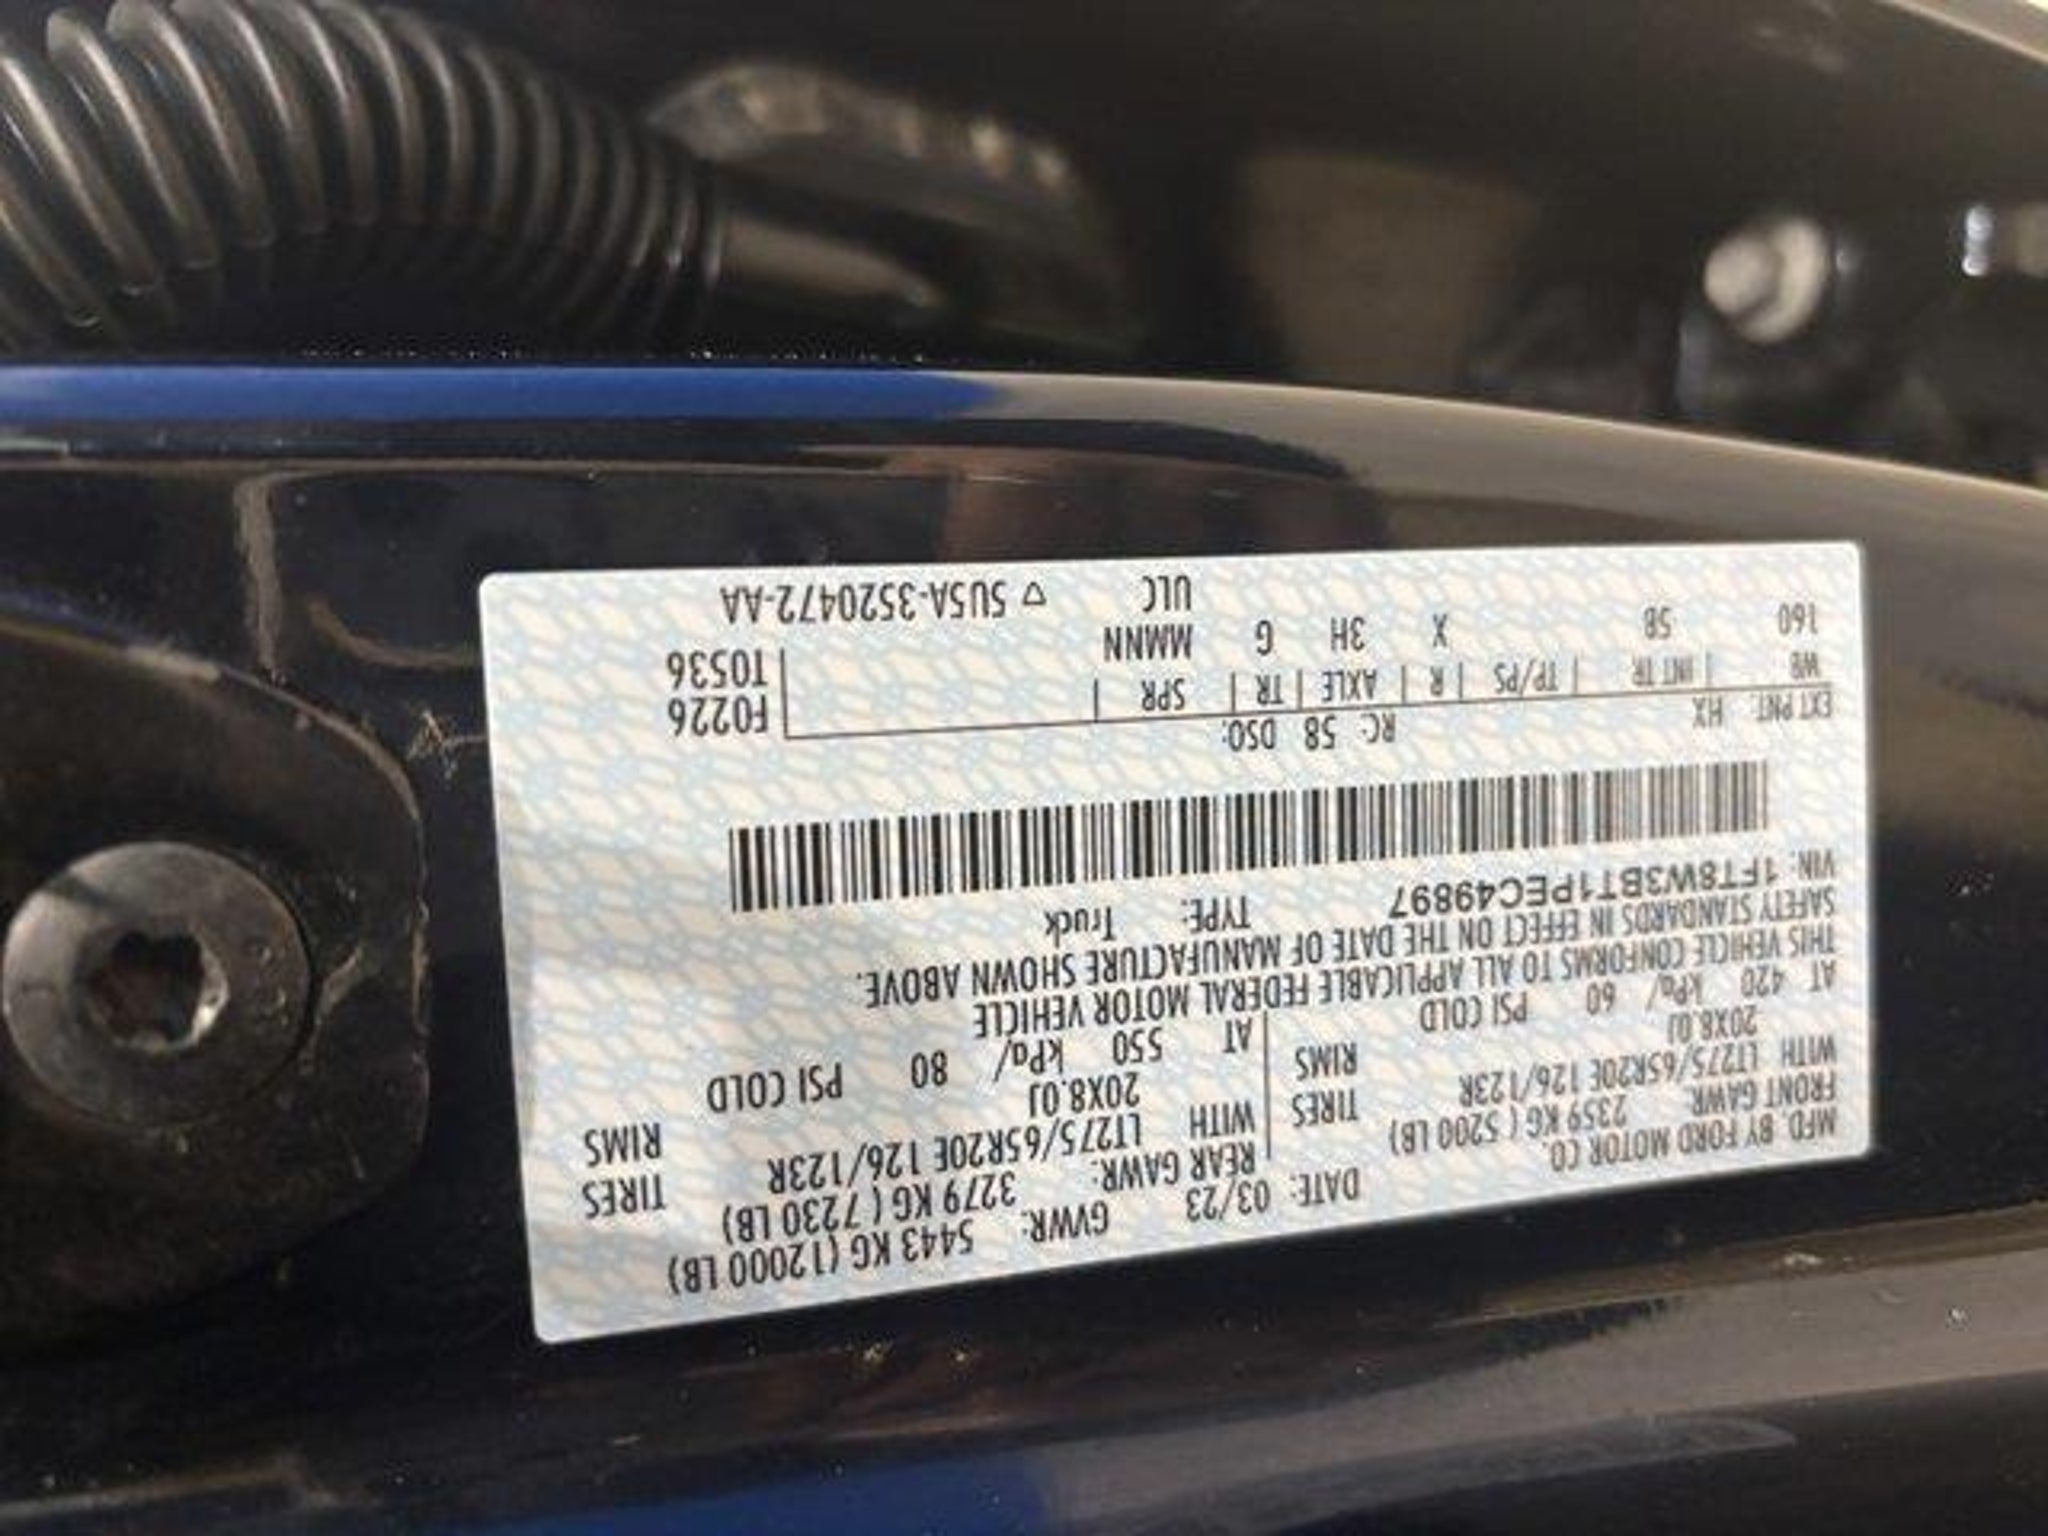 MFD. BY FORD MOTOR CO.
DATE: 03/23 GVWR: 5443 KG (12000 LB)
FRONT GAWR: 2359 KG (5200 LB)
REAR GAWR: 3279 KG (7230 LB)
WITH LT275/65R20E 126/123R TIRES
WITH LT275/65R20E 126/123R TIRES
20X8.0J RIMS
20X8.0J RIMS
AT 420 kPa/ 60 PSI COLD
AT 550 kPa/ 80 PSI COLD
THIS VEHICLE CONFORMS TO ALL APPLICABLE FEDERAL MOTOR VEHICLE
SAFETY STANDARDS IN EFFECT ON THE DATE OF MANUFACTURE SHOWN ABOVE.
VIN: 1FT8W3BT1PEC49897 TYPE: Truck
EXT PNT: HX RC: 58 DSO: F0226
WB | INT TR | TP/PS | R | AXLE | TR | SPR | T0536
160 5B X 3H G MMNN
ULC ▽ 5U5A-3520472-AA